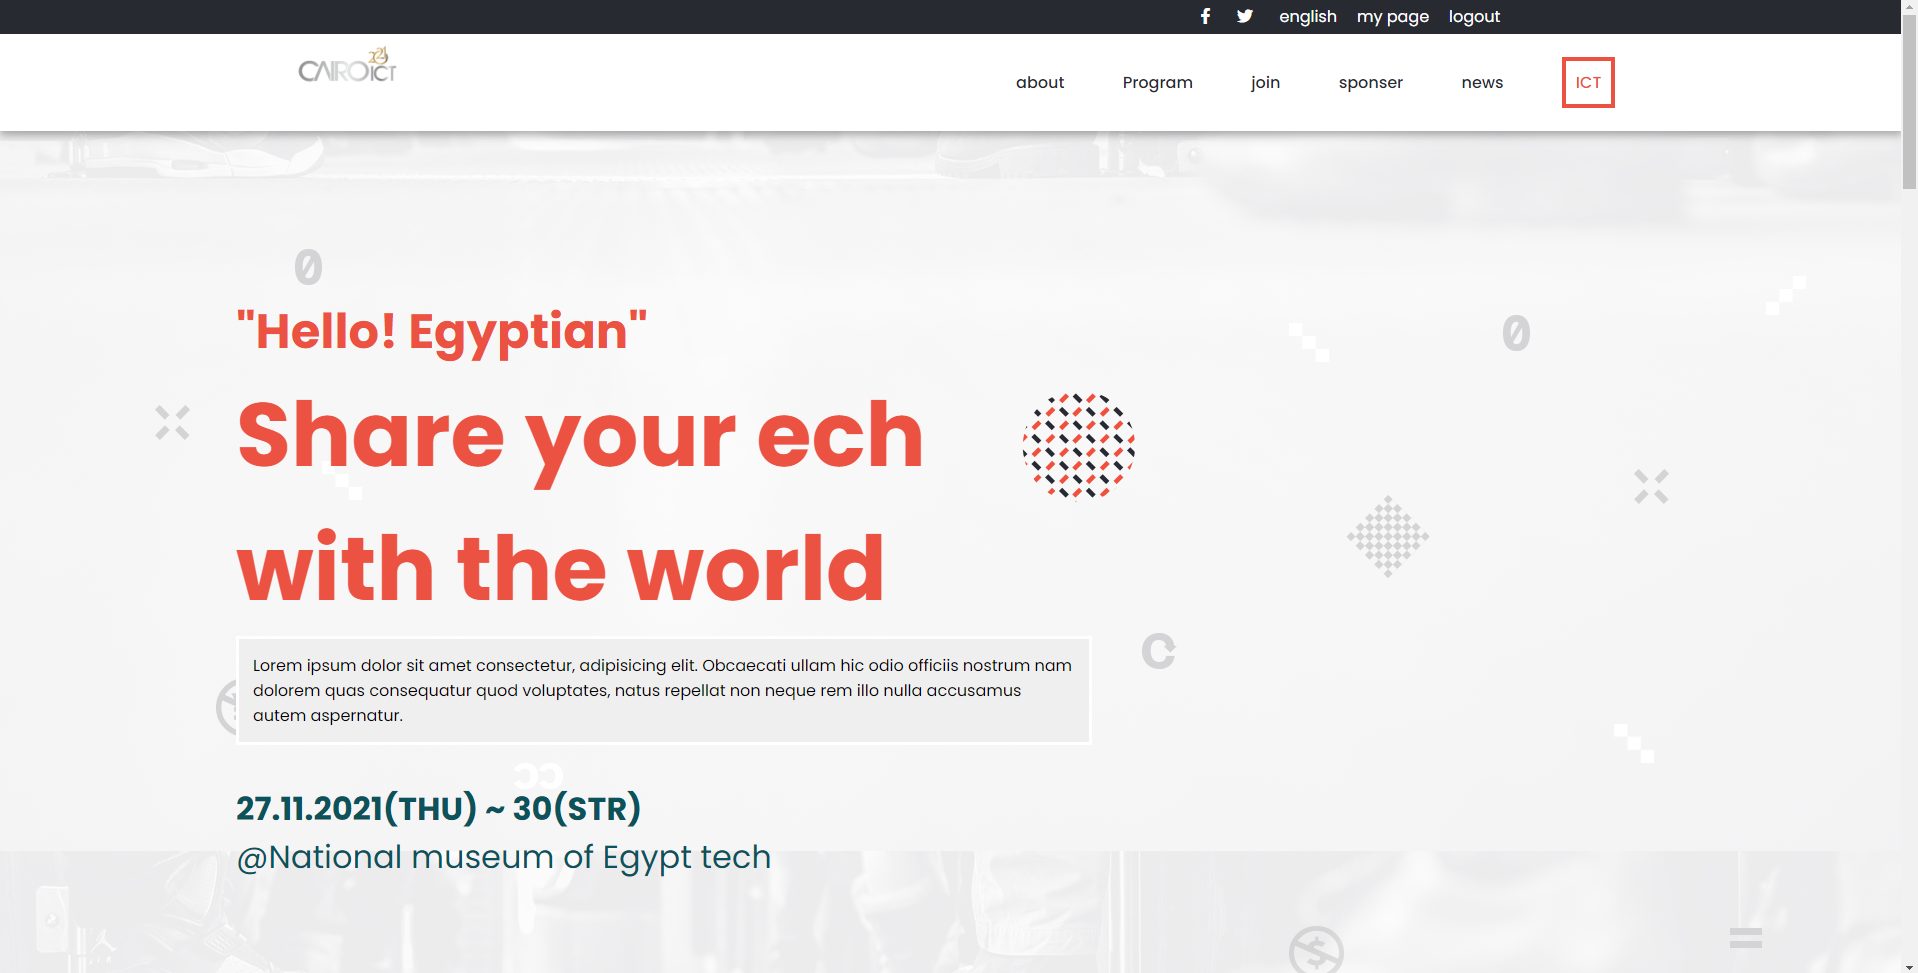 english my page logout
CAIRO ICT
about Program join sponser news ICT
"Hello! Egyptian"
Share your ech
with the world
Lorem ipsum dolor sit amet consectetur, adipisicing elit. Obcaecati ullam hic odio officiis nostrum nam
dolorem quas consequatur quod voluptates, natus repellat non neque rem illo nulla accusamus
autem aspernatur.
27.11.2021(THU) ~ 30(STR)
@National museum of Egypt tech